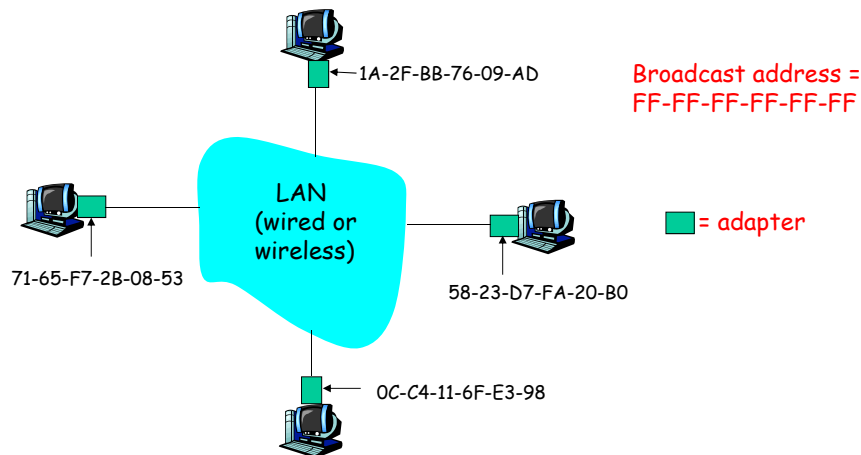 1A-2F-BB-76-09-AD
Broadcast address =
FF-FF-FF-FF-FF-FF
LAN
(wired or
wireless)
= adapter
71-65-F7-2B-08-53
58-23-D7-FA-20-B0
0C-C4-11-6F-E3-98